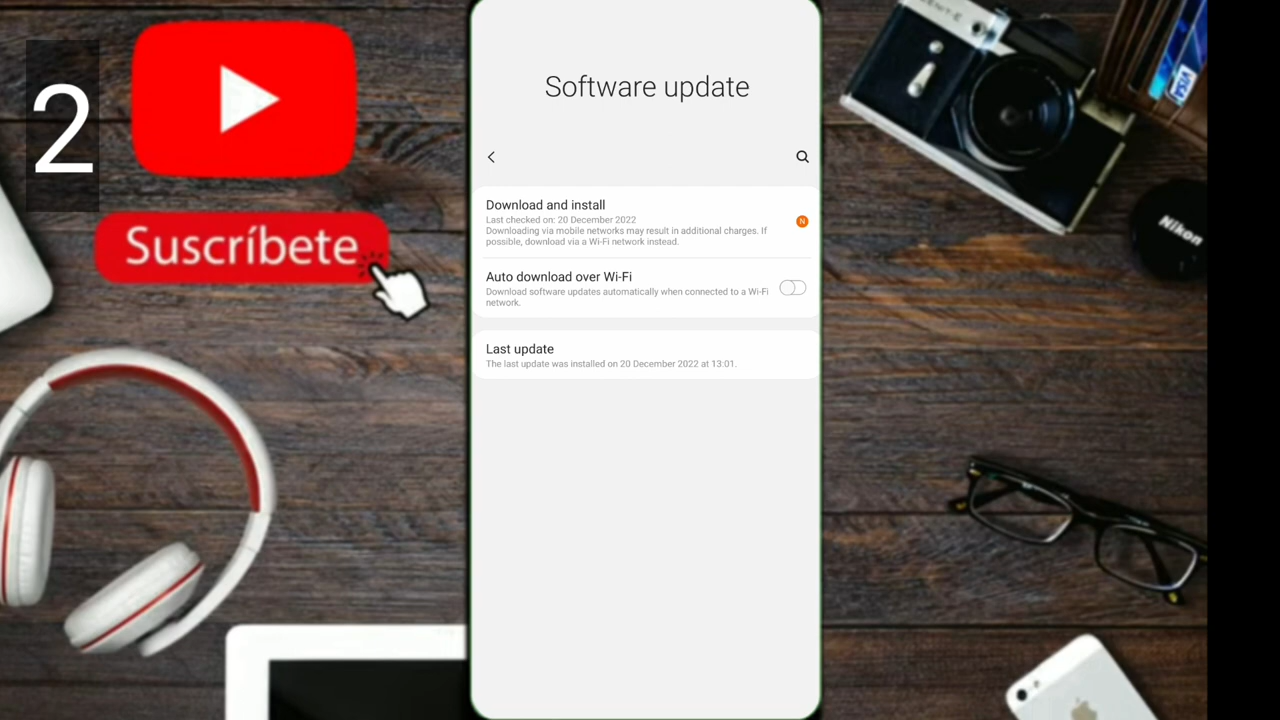 2
Suscríbete
Software update
Download and install
Last checked on: 20 December 2022
Downloading via mobile networks may result in additional charges. If
possible, download via a Wi-Fi network instead.
N
Auto download over Wi-Fi
Download software updates automatically when connected to a Wi-Fi
network.
Last update
The last update was installed on 20 December 2022 at 13:01.
VISA
Nikon